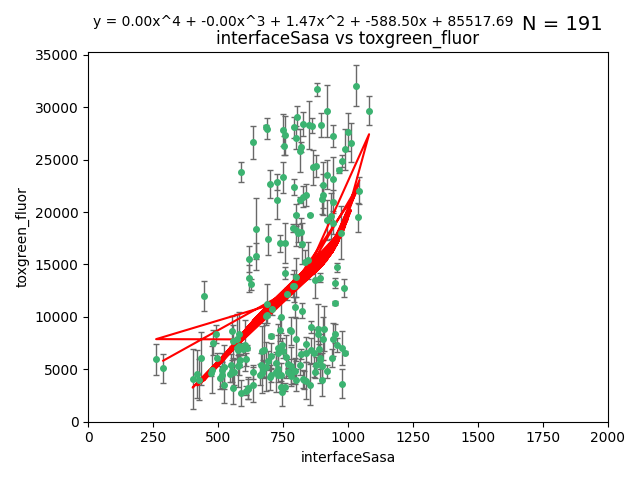 y = 0.00x^4 + -0.00x^3 + 1.47x^2 + -588.50x + 85517.69
N = 191
interfaceSasa vs toxgreen_fluor
35000
30000
25000
20000
15000
10000
5000
0
toxgreen_fluor
0 250 500 750 1000 1250 1500 1750 2000
interfaceSasa